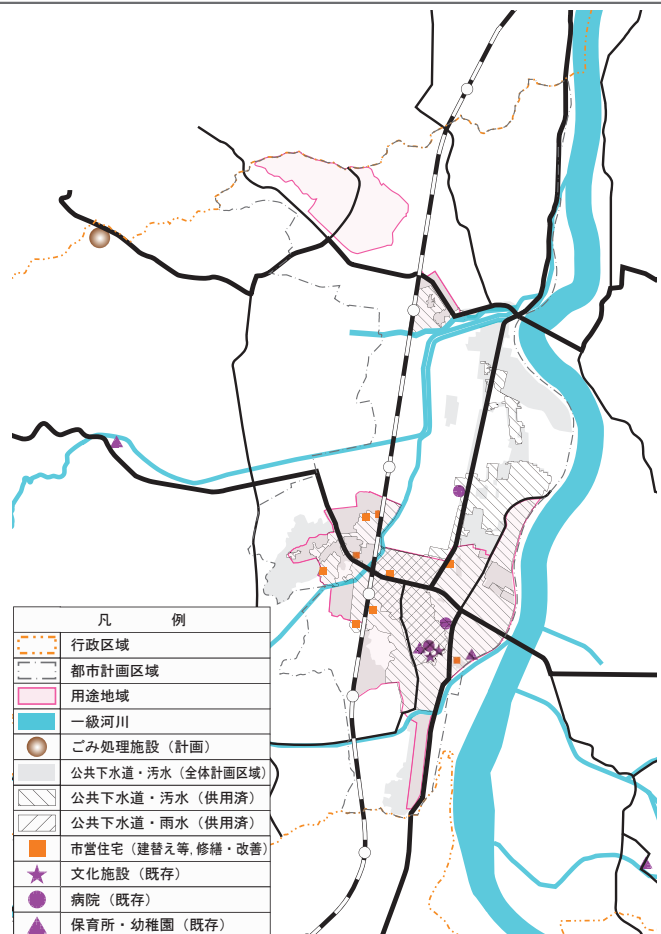 凡例
行政区域
都市計画区域
用途地域
一級河川
ごみ処理施設（計画）
公共下水道・汚水（全体計画区域）
公共下水道・汚水（供用済）
公共下水道・雨水（供用済）
市営住宅（建替え等,修繕・改善）
文化施設（既存）
病院（既存）
保育所・幼稚園（既存）